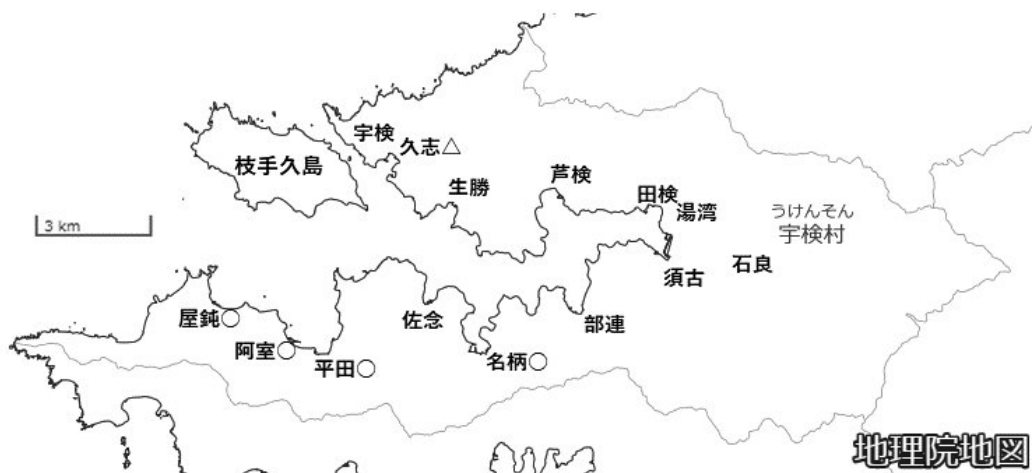 宇検
久志△
枝手久島
生勝
芦検
田検
湯湾
うけんそん
宇検村
3 km
須古
石良
屋鈍○
佐念
部連
阿室○
平田○
名柄○
地理院地図